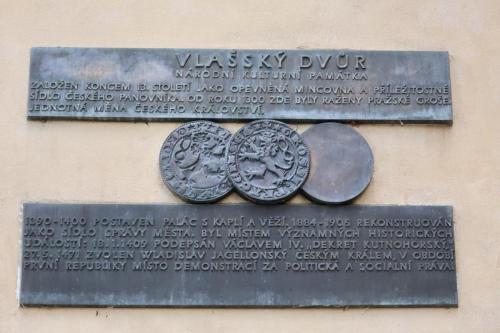 VLAŠSKÝ DVŮR
NÁRODNÍ KULTURNÍ PAMÁTKA
ZALOŽEN KONCEM 13. STOLETÍ JAKO OPEVNĚNÁ MINCOVNA A PŘÍLEŽITOSTNÉ
SÍDLO ČESKÉHO PANOVNÍKA. OD ROKU 1300 ZDE BYLY RAŽENY PRAŽSKÉ GROŠE,
JEDNOTNÁ MĚNA ČESKÉHO KRÁLOVSTVÍ.
1390-1400 POSTAVEN PALÁC S KAPLÍ A VĚŽÍ. 1884-1905 REKONSTRUOVÁN
JAKO SÍDLO SPRÁVY MĚSTA. BYL MÍSTEM VÝZNAMNÝCH HISTORICKÝCH
UDÁLOSTÍ - 18.1.1409 PODEPSÁN VÁCLAVEM IV. „DEKRET KUTNOHORSKÝ",
27.5.1471 ZVOLEN VLADISLAV JAGELLONSKÝ ČESKÝM KRÁLEM, V OBDOBÍ
PRVNÍ REPUBLIKY MÍSTO DEMONSTRACÍ ZA POLITICKÁ A SOCIÁLNÍ PRÁVA.